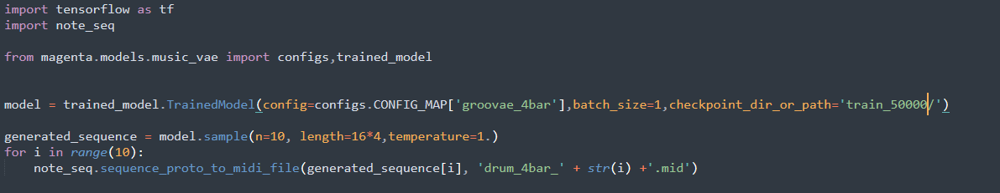 import tensorflow as tf
import note_seq
from magenta.models.music_vae import configs,trained_model
model = trained_model.TrainedModel(config=configs.CONFIG_MAP['groovae_4bar'],batch_size=1,checkpoint_dir_or_path='train_50000/')
generated_sequence = model.sample(n=10, length=16*4,temperature=1.)
for i in range(10):
    note_seq.sequence_proto_to_midi_file(generated_sequence[i], 'drum_4bar_' + str(i) +'.mid')